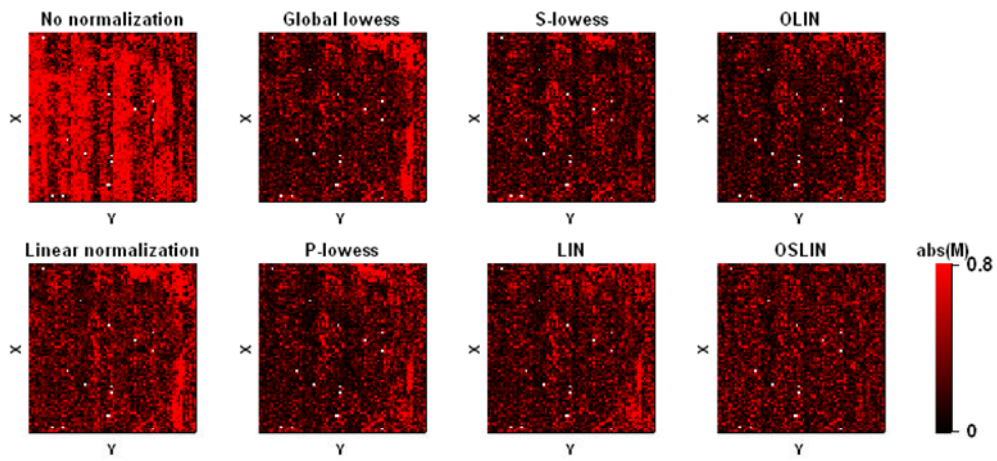 No normalization
Global lowess
S-lowess
OLIN
X
X
X
X
Y
Y
Y
Y
Linear normalization
P-lowess
LIN
OSLIN
abs(M)
0.8
X
X
X
X
0
Y
Y
Y
Y